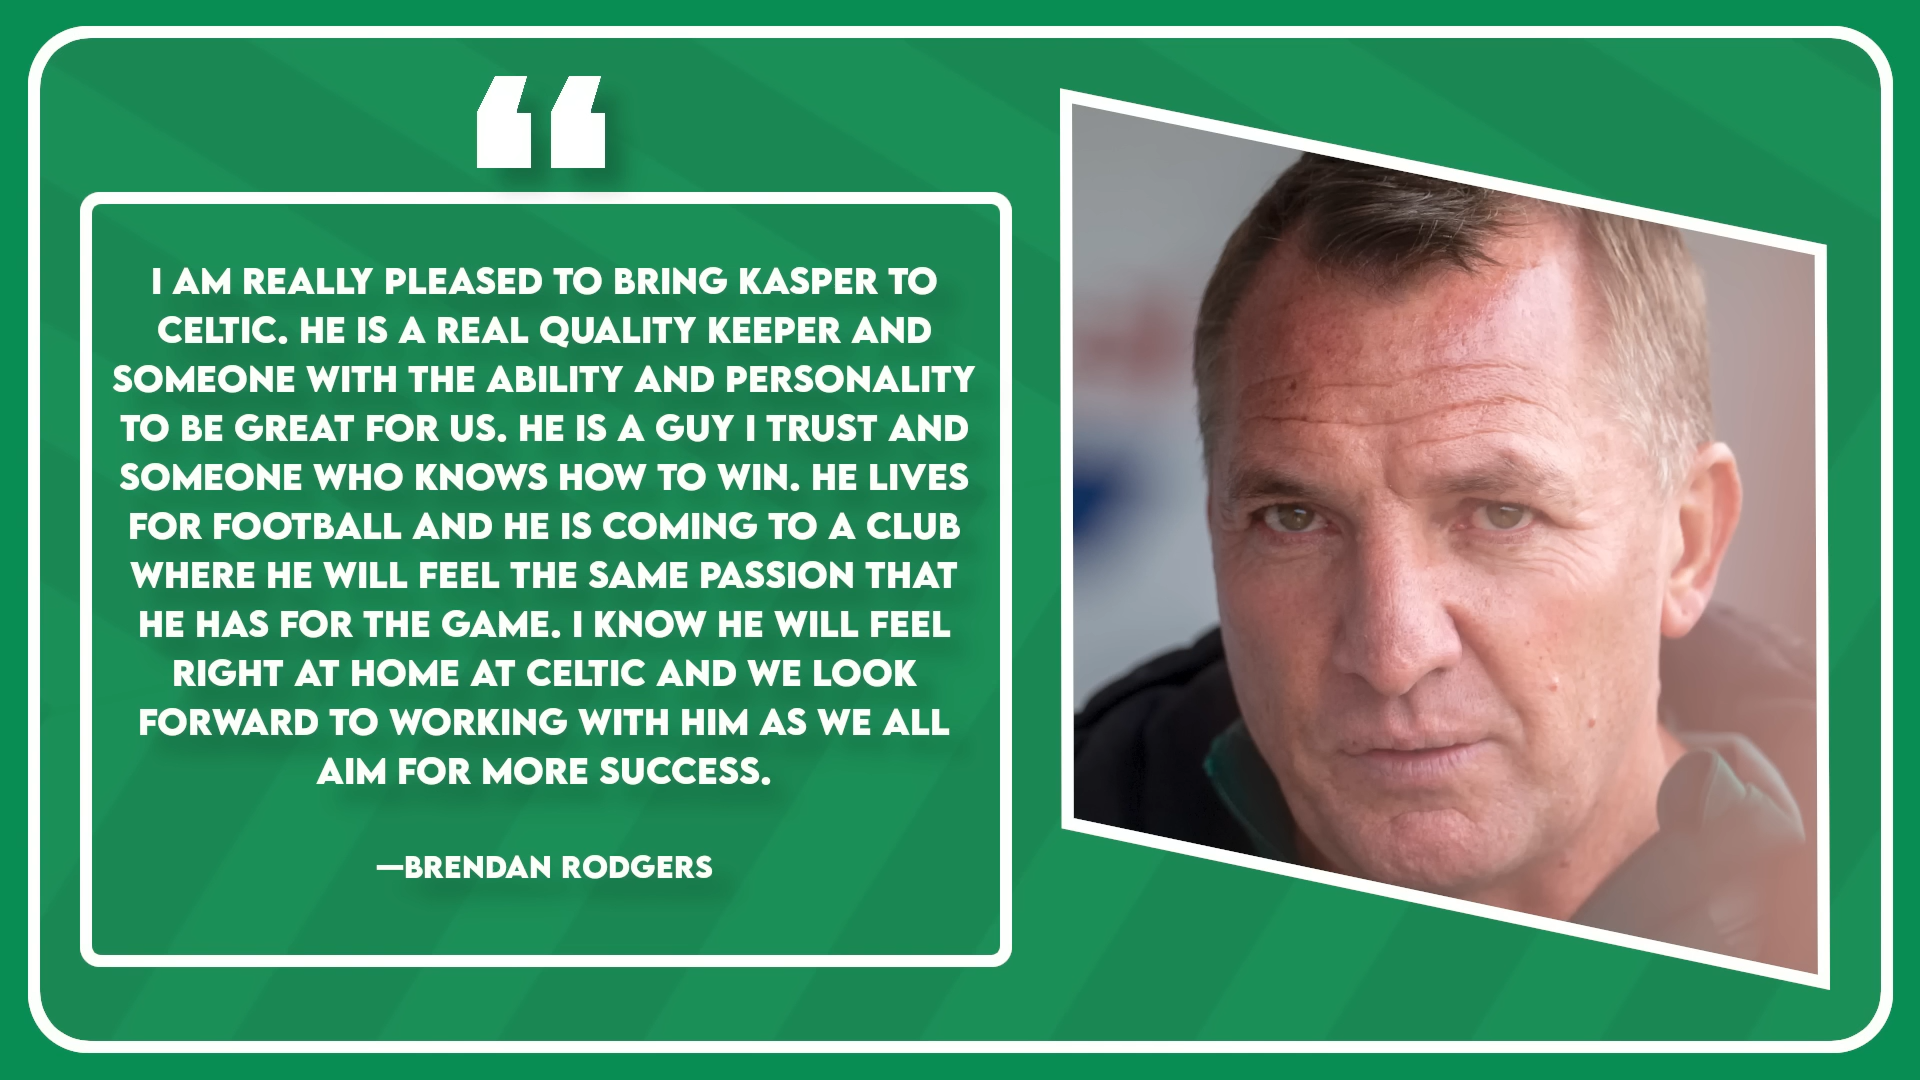 “
I AM REALLY PLEASED TO BRING KASPER TO
CELTIC. HE IS A REAL QUALITY KEEPER AND
SOMEONE WITH THE ABILITY AND PERSONALITY
TO BE GREAT FOR US. HE IS A GUY I TRUST AND
SOMEONE WHO KNOWS HOW TO WIN. HE LIVES
FOR FOOTBALL AND HE IS COMING TO A CLUB
WHERE HE WILL FEEL THE SAME PASSION THAT
HE HAS FOR THE GAME. I KNOW HE WILL FEEL
RIGHT AT HOME AT CELTIC AND WE LOOK
FORWARD TO WORKING WITH HIM AS WE ALL
AIM FOR MORE SUCCESS.
—BRENDAN RODGERS